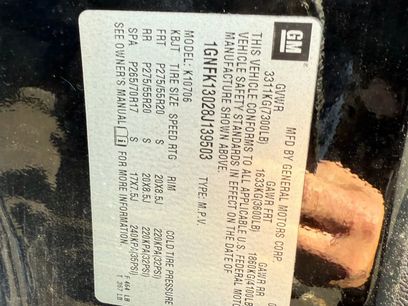 GM
MFD BY GENERAL MOTORS CORP
GVWR GAWR FRT GAWR RR
3311KG(7300LB) 1633KG(3600LB)
THIS VEHICLE CONFORMS TO ALL APPLICABLE U.S. FEDERAL MOTOR
VEHICLE SAFETY STANDARDS IN EFFECT ON THE DATE OF
MANUFACTURE SHOWN ABOVE.
1GNFK13028J139503 TYPE: M.P.V.
MODEL: K10706
KBJT TIRE SIZE SPEED RTG RIM COLD TIRE PRESSURE
FRT P275/55R20 S 20X8.5J 220KPA(32PSI)
RR P275/55R20 S 20X8.5J 220KPA(32PSI)
SPA P265/70R17 S 17X7.5J 240KPA(35PSI)
SEE OWNER'S MANUAL FOR MORE INFORMATION.